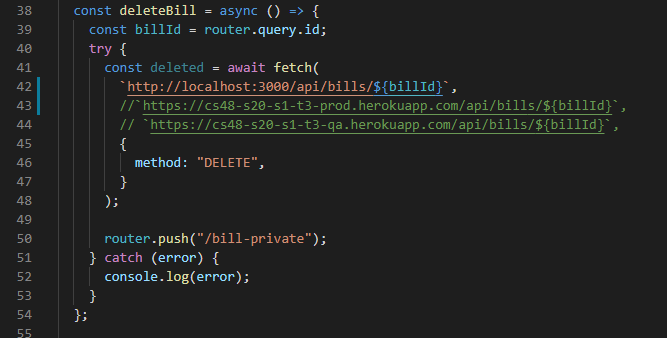 38 const deleteBill = async () => {
39 const billId = router.query.id;
40 try {
41 const deleted = await fetch(
42 `http://localhost:3000/api/bills/${billId}`,
43 //`https://cs48-s20-s1-t3-prod.herokuapp.com/api/bills/${billId}`,
44 // `https://cs48-s20-s1-t3-qa.herokuapp.com/api/bills/${billId}`,
45 {
46 method: "DELETE",
47 }
48 );
49
50 router.push("/bill-private");
51 } catch (error) {
52 console.log(error);
53 }
54 };
55